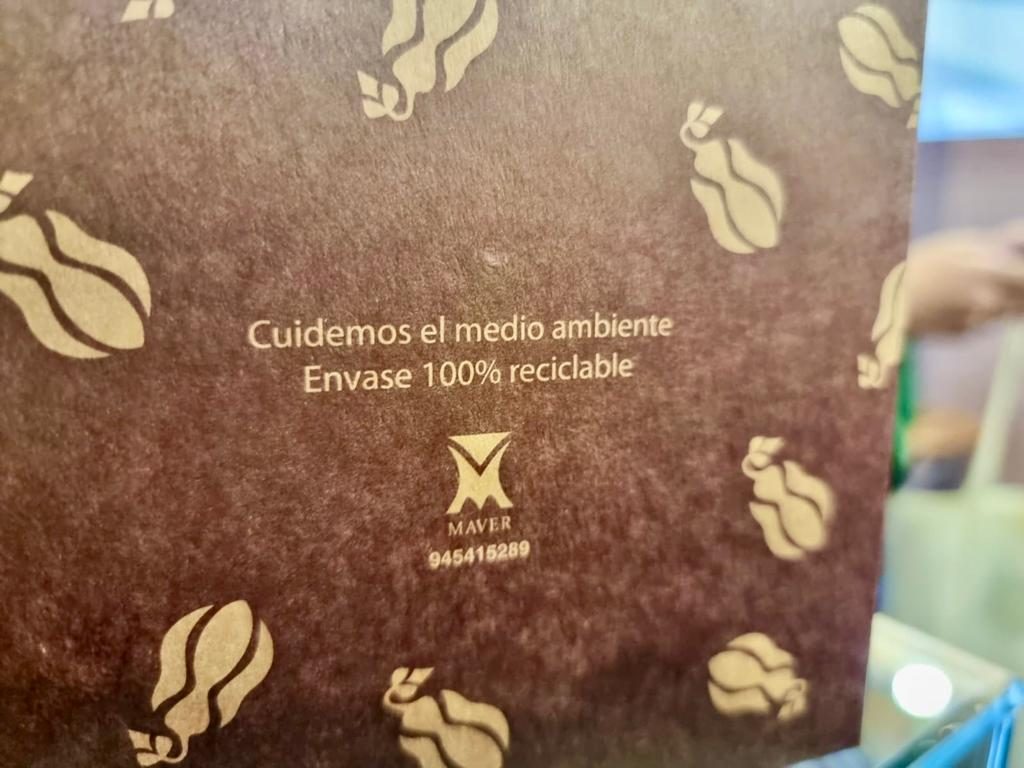 Cuidemos el medio ambiente
Envase 100% reciclable
MAVER
945415289